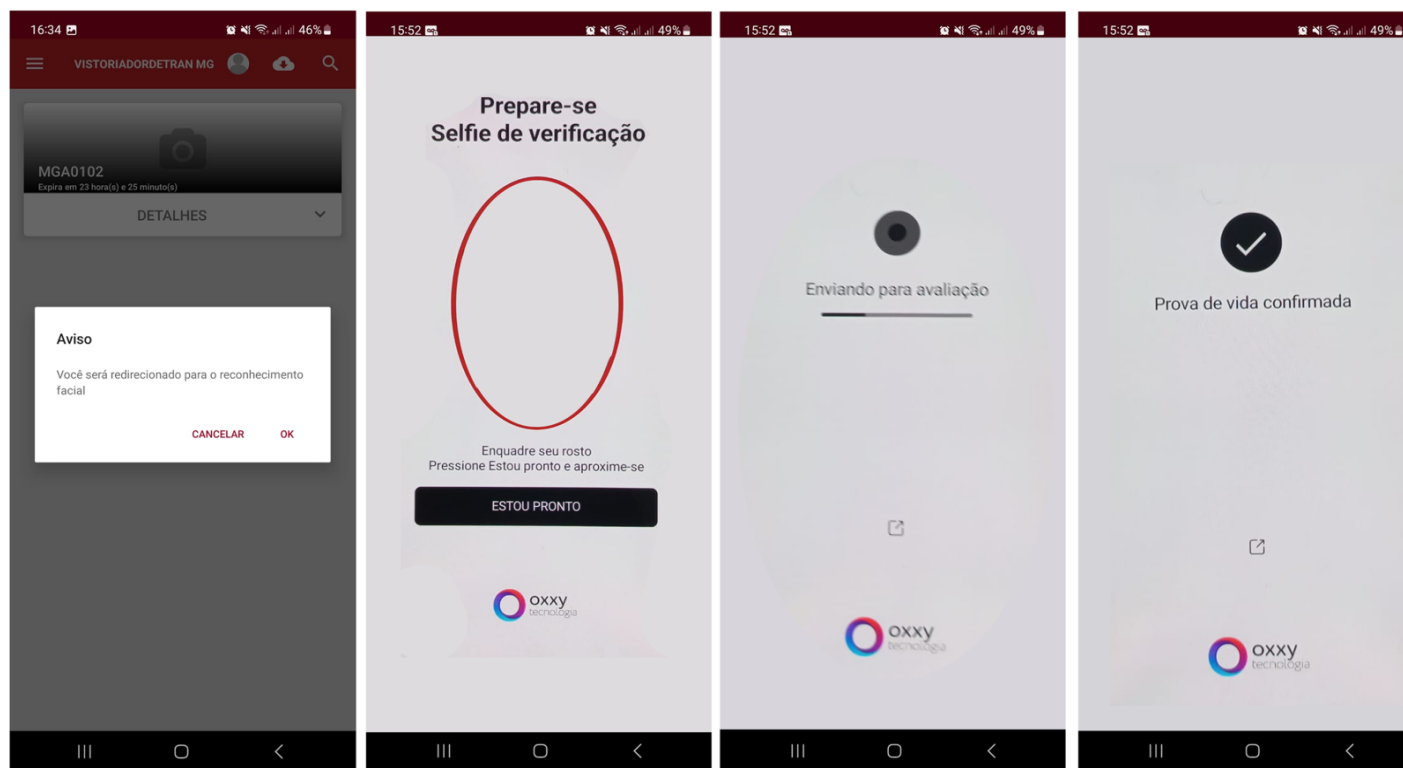 16:34
46%
VISTORIADORDETRAN MG
MGA0102
Expira em 23 hora(s) e 25 minuto(s)
DETALHES
Aviso
Você será redirecionado para o reconhecimento
facial
CANCELAR OK
15:52
49%
Prepare-se
Selfie de verificação
Enquadre seu rosto
Pressione Estou pronto e aproxime-se
ESTOU PRONTO
oxxy
tecnologia
15:52
49%
Enviando para avaliação
oxxy
tecnologia
15:52
49%
Prova de vida confirmada
oxxy
tecnologia